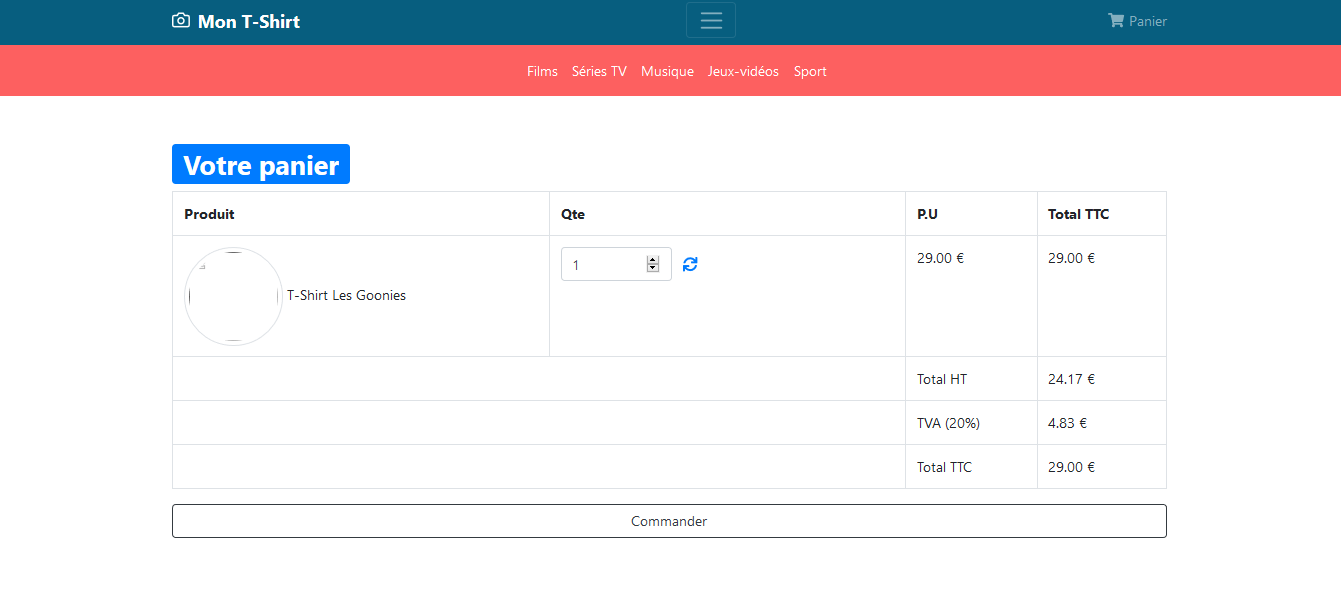 Mon T-Shirt Panier
Films Séries TV Musique Jeux-vidéos Sport
Votre panier
Produit Qte P.U Total TTC
T-Shirt Les Goonies 1 29.00 € 29.00 €
Total HT 24.17 €
TVA (20%) 4.83 €
Total TTC 29.00 €
Commander